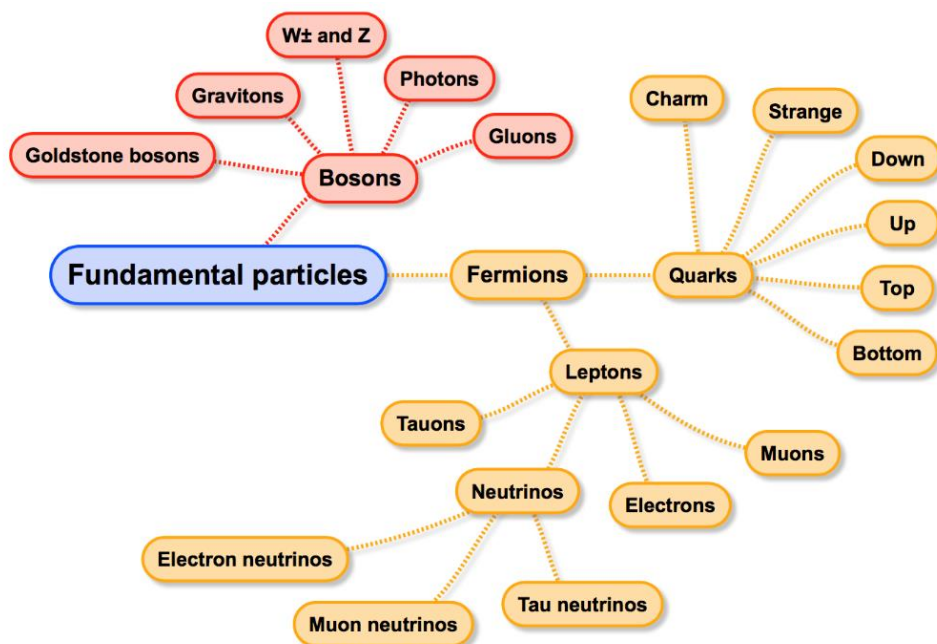 W± and Z
Photons
Gravitons
Gluons
Goldstone bosons
Bosons
Fundamental particles
Fermions
Quarks
Charm
Strange
Down
Up
Top
Bottom
Leptons
Tauons
Muons
Neutrinos
Electrons
Electron neutrinos
Muon neutrinos
Tau neutrinos